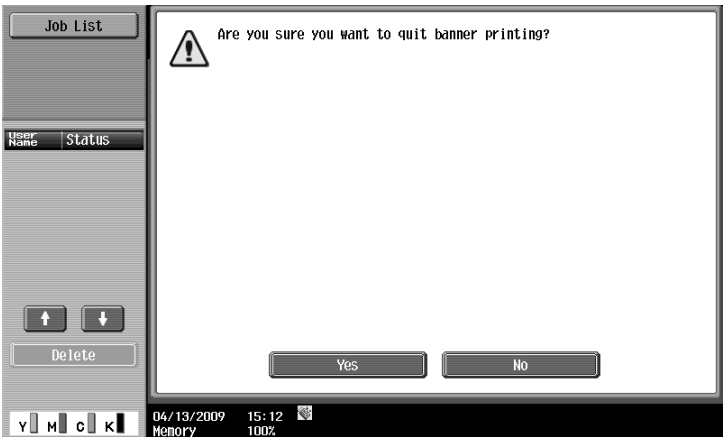 Job List
Are you sure you want to quit banner printing?
User Name Status
Delete
Yes No
Y M C K
04/13/2009 15:12
Memory 100%